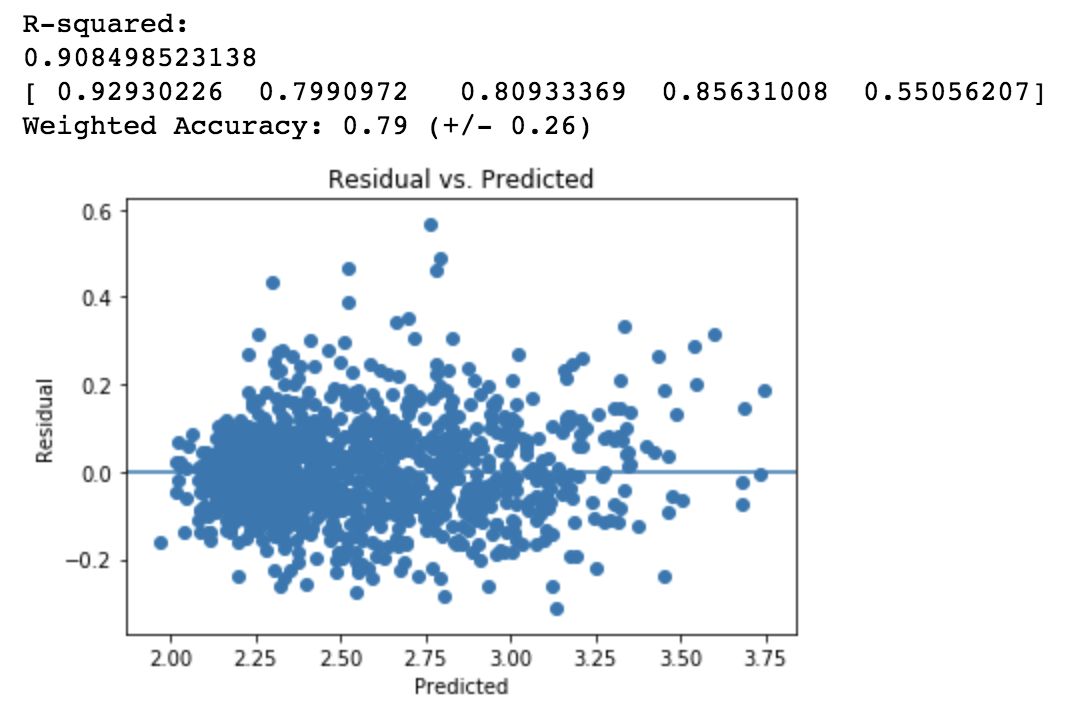 R-squared:
0.908498523138
[ 0.92930226 0.7990972 0.80933369 0.85631008 0.55056207]
Weighted Accuracy: 0.79 (+/- 0.26)
Residual vs. Predicted
0.6
0.4
0.2
0.0
−0.2
Residual
2.00 2.25 2.50 2.75 3.00 3.25 3.50 3.75
Predicted